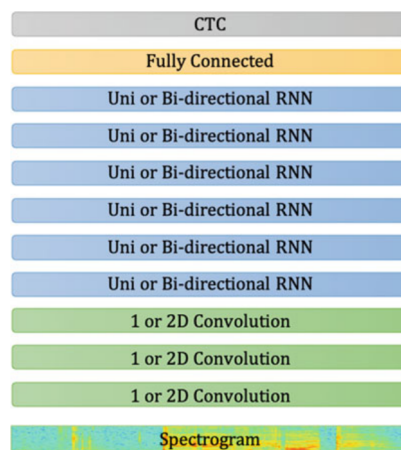 CTC
Fully Connected
Uni or Bi-directional RNN
Uni or Bi-directional RNN
Uni or Bi-directional RNN
Uni or Bi-directional RNN
Uni or Bi-directional RNN
Uni or Bi-directional RNN
1 or 2D Convolution
1 or 2D Convolution
1 or 2D Convolution
Spectrogram